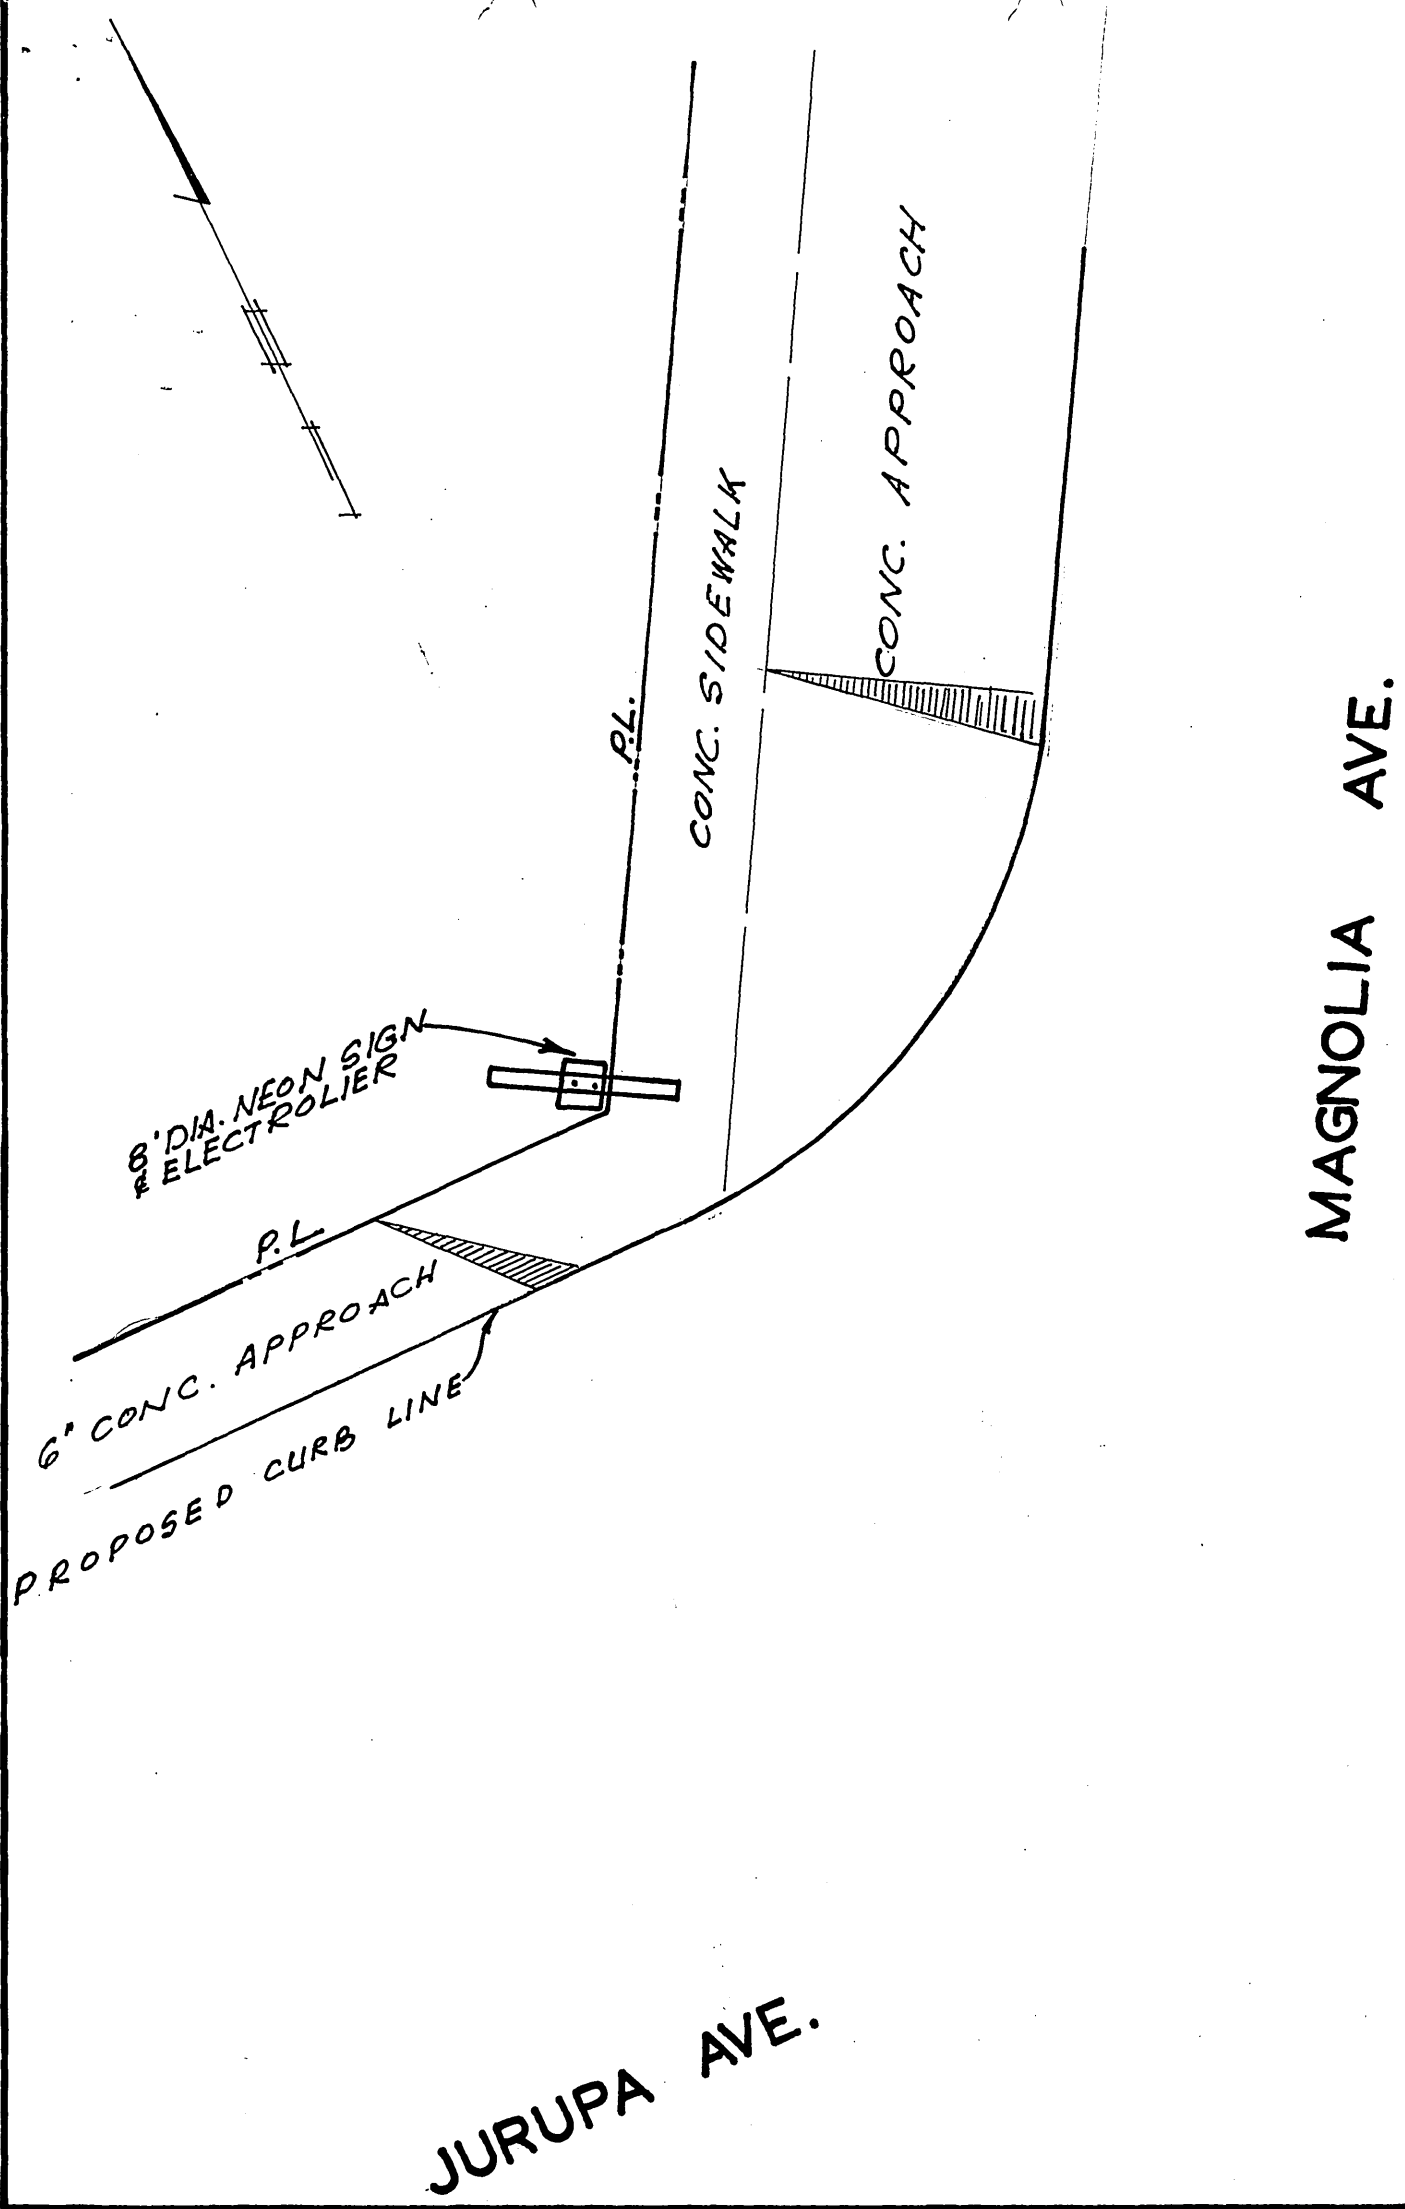 CONC. APPROACH
CONC. SIDEWALK
P.L.
MAGNOLIA AVE.
8' DIA. NEON SIGN
& ELECTROLIER
P.L.
6" CONC. APPROACH
PROPOSED CURB LINE
JURUPA AVE.